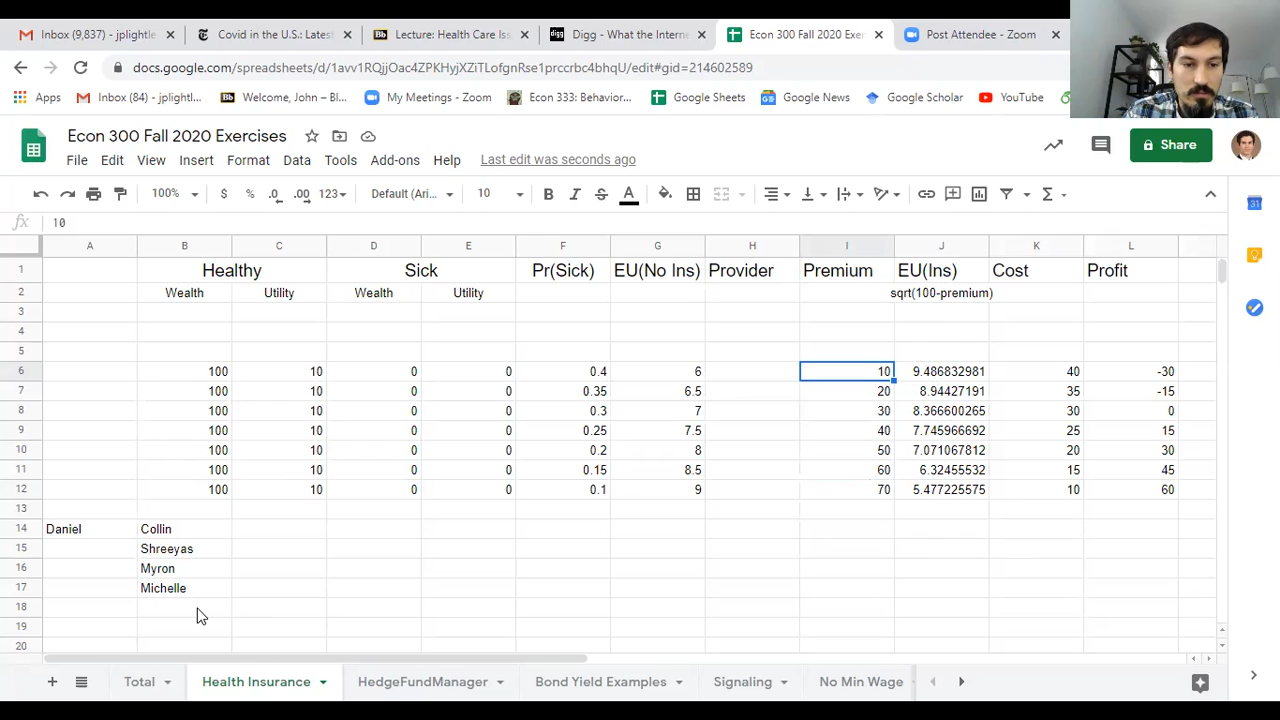 Inbox (9,837) - jplightle
Covid in the U.S.: Latest
Bb Lecture: Health Care Iss
digg Digg - What the Interne
Econ 300 Fall 2020 Exer
Post Attendee - Zoom
docs.google.com/spreadsheets/d/1avv1RQjjOac4ZPKHyjXZiTLofgnRse1prccrbc4bhqU/edit#gid=214602589
Apps Inbox (84) - jplightl... Bb Welcome, John – Bl... My Meetings - Zoom Econ 333: Behavior... Google Sheets Google News Google Scholar YouTube
Econ 300 Fall 2020 Exercises
File Edit View Insert Format Data Tools Add-ons Help Last edit was seconds ago
Share
100% $ % .0 .00 123 Default (Ari... 10 B I S A
fx 10
A B C D E F G H I J K L
1 Healthy Sick Pr(Sick) EU(No Ins) Provider Premium EU(Ins) Cost Profit
2 Wealth Utility Wealth Utility sqrt(100-premium)
3
4
5
6 100 10 0 0 0.4 6 10 9.486832981 40 -30
7 100 10 0 0 0.35 6.5 20 8.94427191 35 -15
8 100 10 0 0 0.3 7 30 8.366600265 30 0
9 100 10 0 0 0.25 7.5 40 7.745966692 25 15
10 100 10 0 0 0.2 8 50 7.071067812 20 30
11 100 10 0 0 0.15 8.5 60 6.32455532 15 45
12 100 10 0 0 0.1 9 70 5.477225575 10 60
13
14 Daniel Collin
15 Shreeyas
16 Myron
17 Michelle
18
19
20
Total Health Insurance HedgeFundManager Bond Yield Examples Signaling No Min Wage